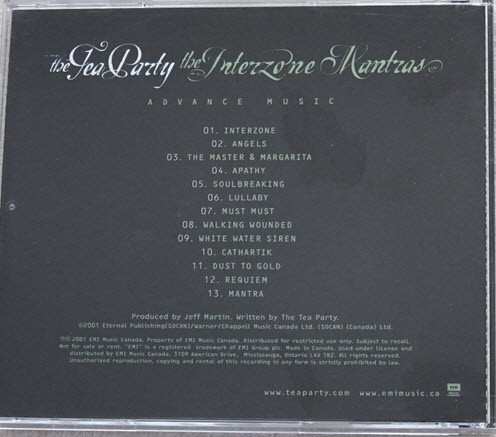 the Tea Party the Interzone Mantras
ADVANCE MUSIC
01. INTERZONE
02. ANGELS
03. THE MASTER & MARGARITA
04. APATHY
05. SOULBREAKING
06. LULLABY
07. MUST MUST
08. WALKING WOUNDED
09. WHITE WATER SIREN
10. CATHARTIK
11. DUST TO GOLD
12. REQUIEM
13. MANTRA
Produced by Jeff Martin. Written by The Tea Party.
©2001 Eternal Publishing(SOCAN)/Warner/Chappell Music Canada Ltd. (SOCAN) (Canada) Ltd.
℗© 2001 EMI Music Canada. Property of EMI Music Canada. Distributed for restricted use only. Subject to recall.
Not for sale or rent. "EMI" is a registered trademark of EMI Group plc. Made in Canada. Used under license and
distributed by EMI Music Canada, 3109 American Drive, Mississauga, Ontario L4V 1B2. All rights reserved.
Unauthorized reproduction, copying and rental of this recording in any form is strictly prohibited by law.
www.teaparty.com www.emimusic.ca
EMI